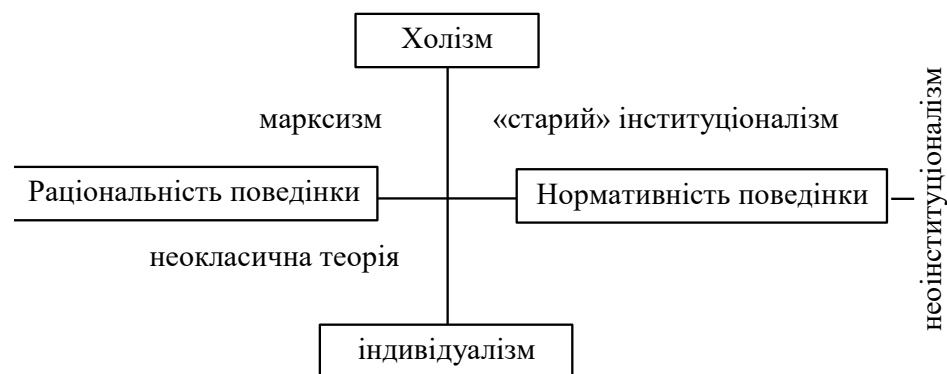 Холізм
марксизм
«старий» інституціоналізм
Раціональність поведінки
Нормативність поведінки
неоінституціоналізм
неокласична теорія
індивідуалізм